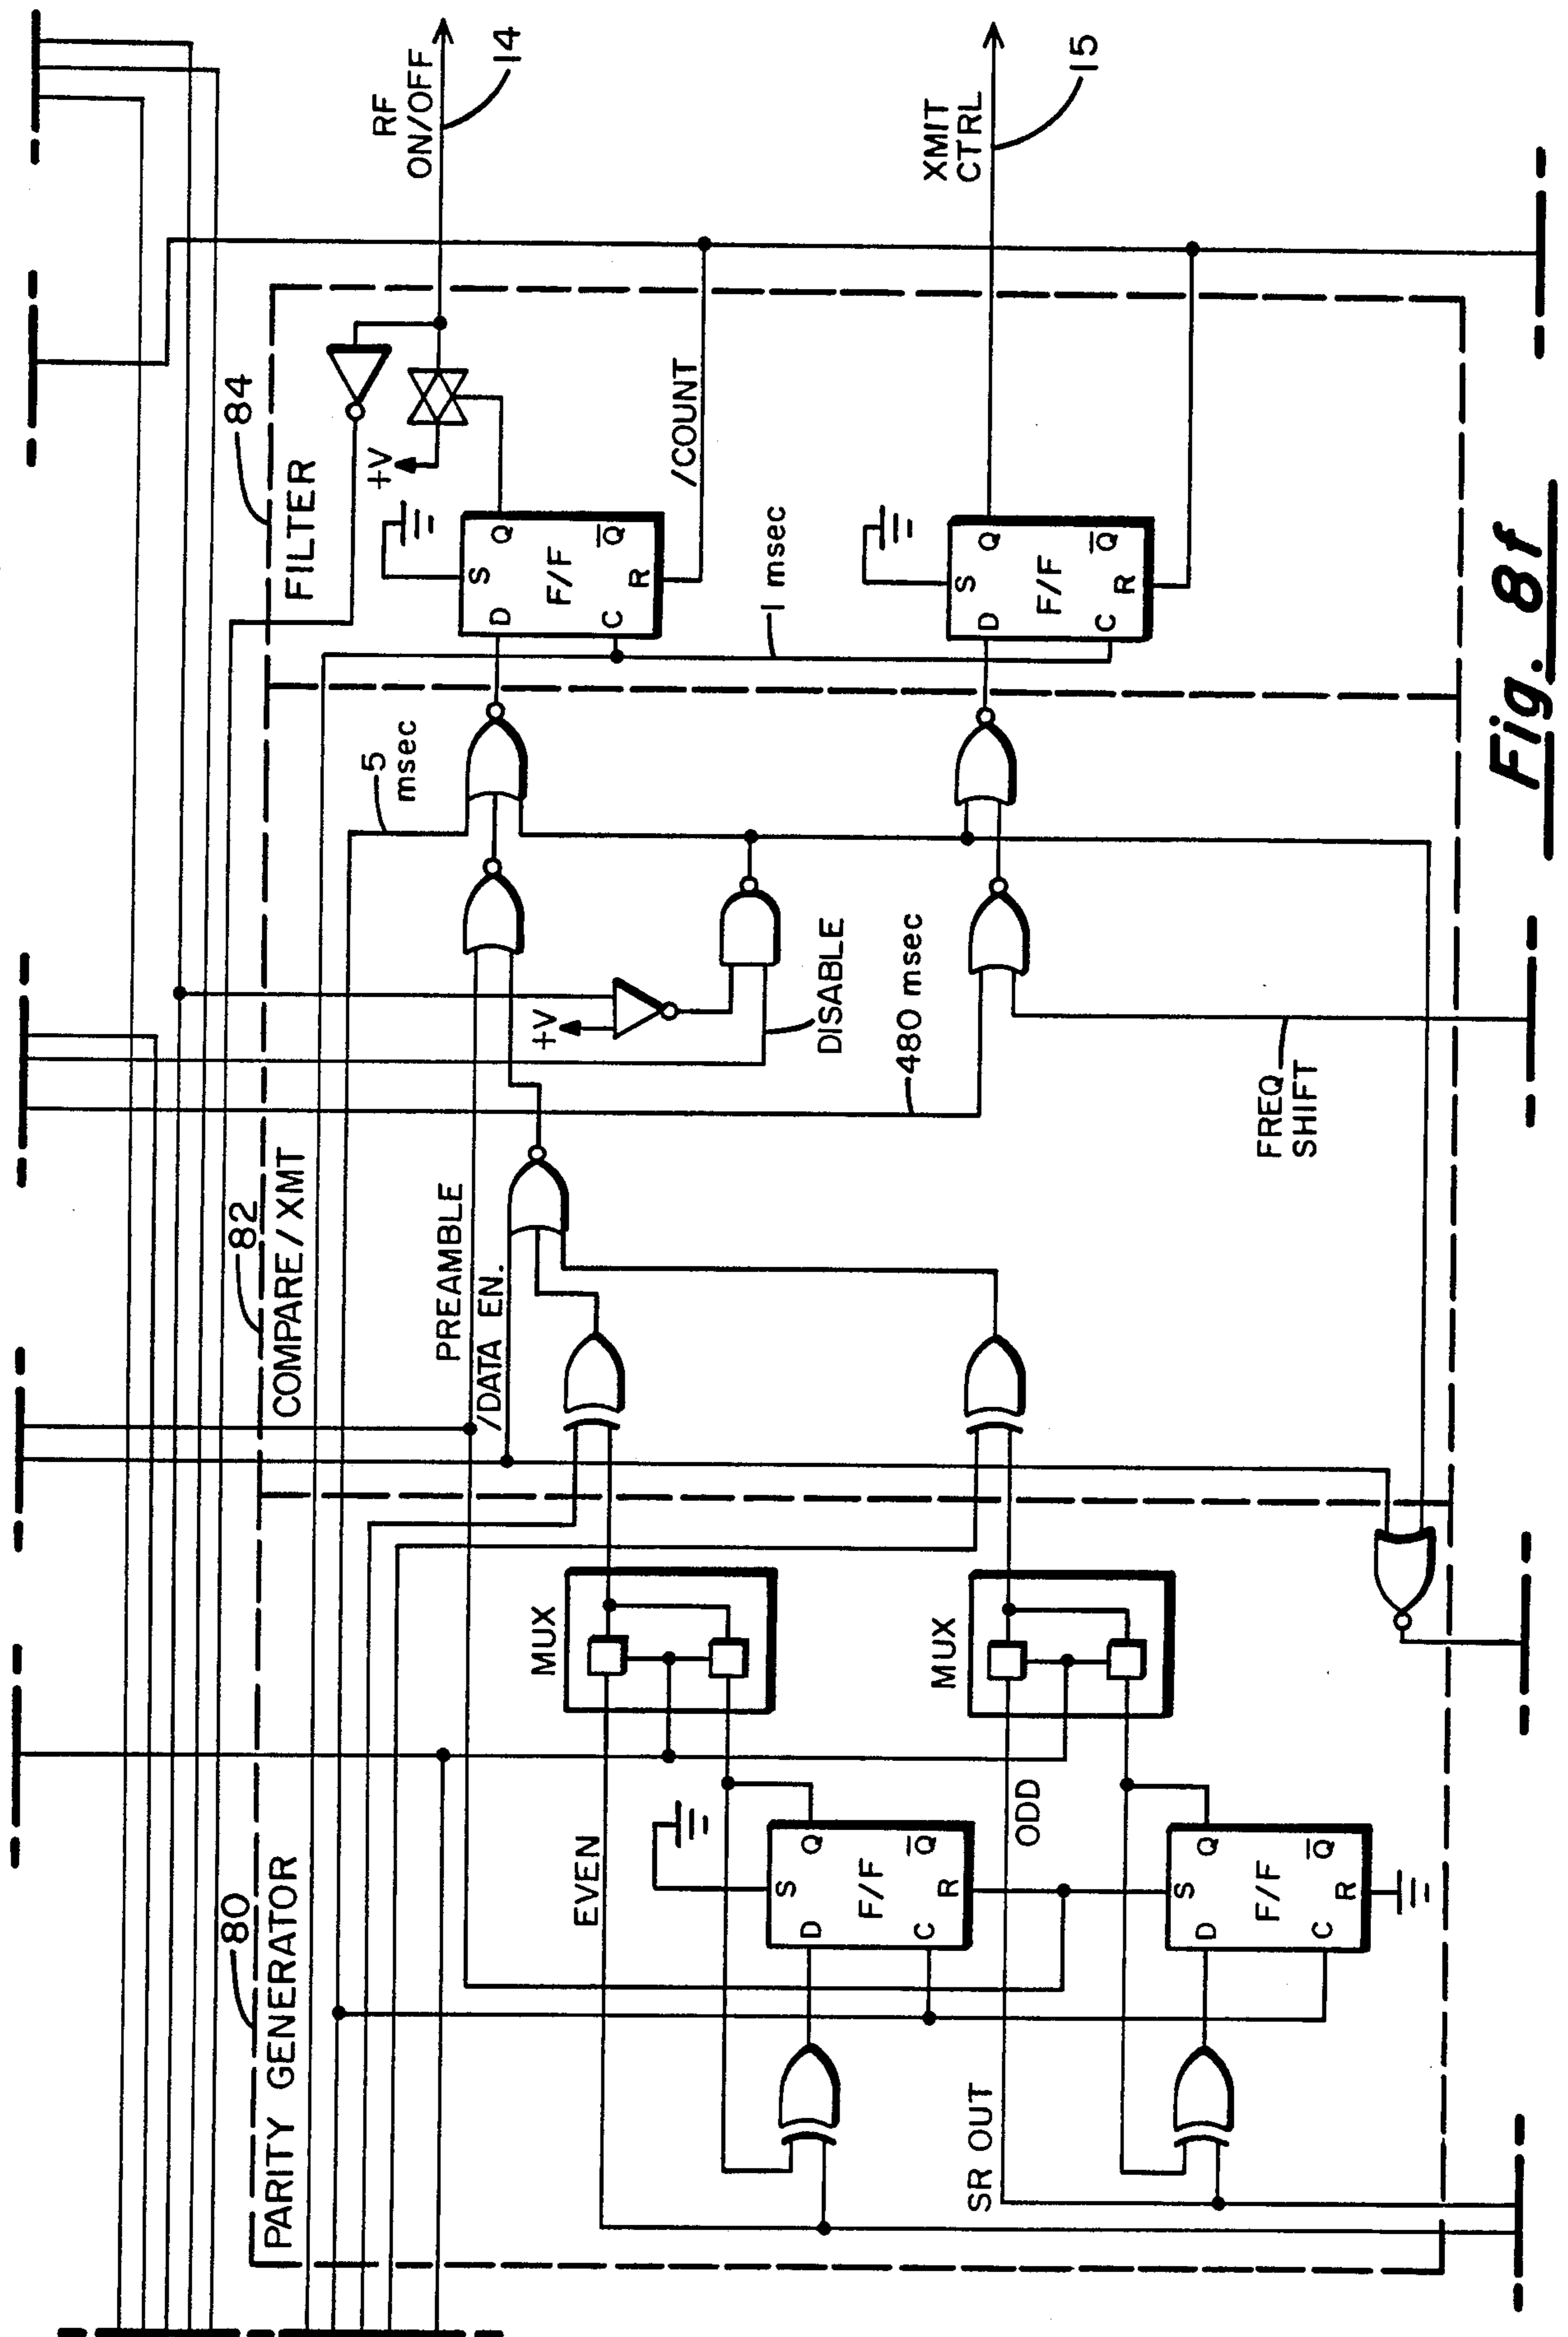 80
PARITY GENERATOR
82
COMPARE/XMT
84
FILTER
RF
ON/OFF
14
XMIT
CTRL
15
PREAMBLE
/DATA EN.
5
msec
+V
+V
DISABLE
480 msec
FREQ
SHIFT
1 msec
/COUNT
S
D
Q
F/F
Q̅
C
R
S
D
Q
F/F
Q̅
C
R
MUX
MUX
EVEN
ODD
SR OUT
S
D
Q
F/F
Q̅
C
R
S
D
Q
F/F
Q̅
C
R
Fig. 8f